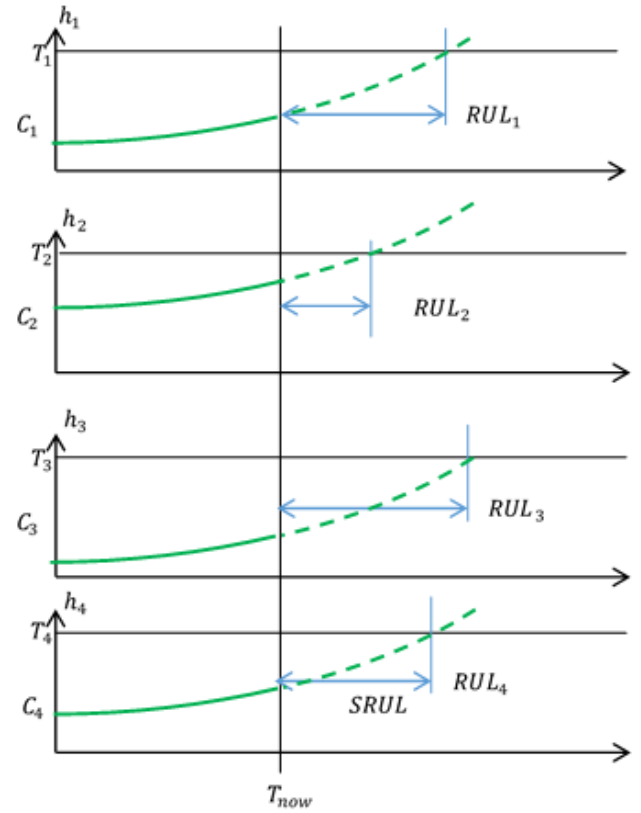 h₁
T₁
C₁
RUL₁
h₂
T₂
C₂
RUL₂
h₃
T₃
C₃
RUL₃
h₄
T₄
C₄
RUL₄
SRUL
Tₙₒw